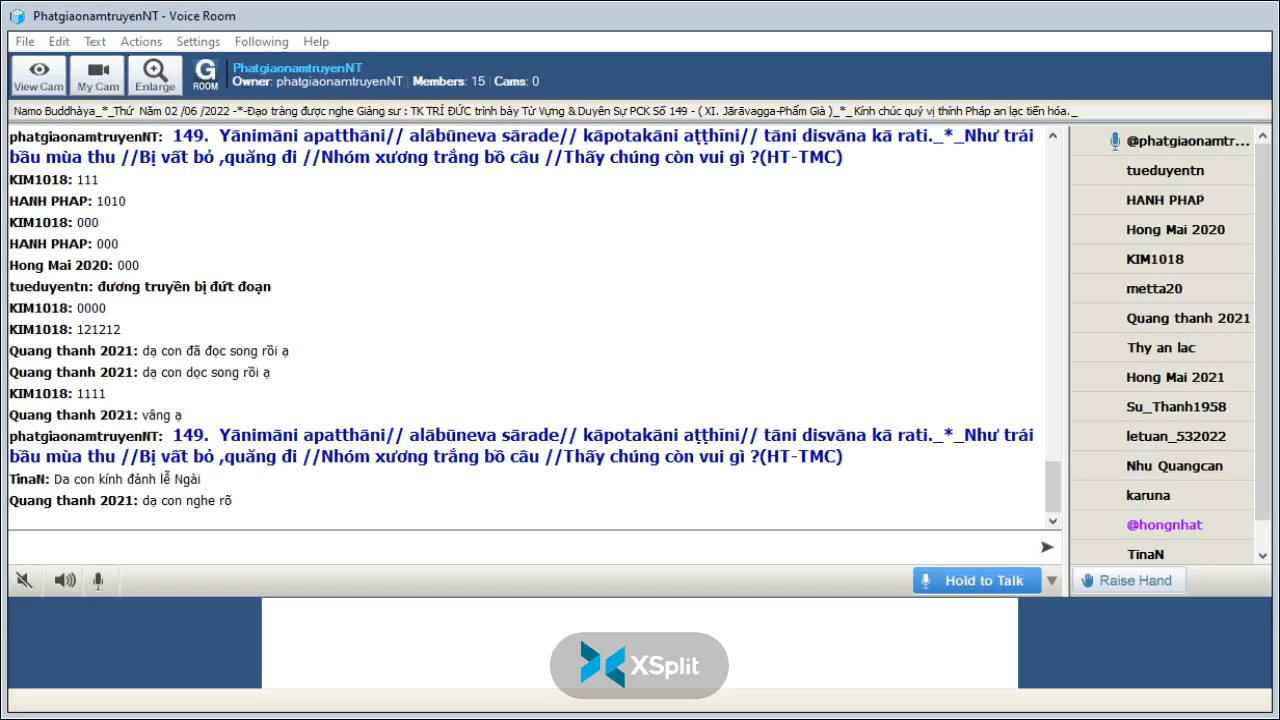 PhatgiaonamtruyenNT - Voice Room
File Edit Text Actions Settings Following Help
View Cam My Cam Enlarge G ROOM
PhatgiaonamtruyenNT
Owner: phatgiaonamtruyenNT | Members: 15 | Cams: 0
Namo Buddhàya_*_Thứ Năm 02 /06 /2022 -*-Đạo tràng được nghe Giảng sư : TK TRÍ ĐỨC trình bày Từ Vựng & Duyên Sự PCK Số 149 - ( XI. Jārāvagga-Phẩm Già )_*_ Kính chúc quý vị thính Pháp an lạc tiến hóa._
phatgiaonamtruyenNT: 149. Yānimāni apatthāni// alābūneva sārade// kāpotakāni aṭṭhīni// tāni disvāna kā rati._*_Như trái
bầu mùa thu //Bị vất bỏ ,quăng đi //Nhóm xương trắng bồ câu //Thấy chúng còn vui gì ?(HT-TMC)
KIM1018: 111
HANH PHAP: 1010
KIM1018: 000
HANH PHAP: 000
Hong Mai 2020: 000
tueduyentn: đương truyền bị đứt đoạn
KIM1018: 0000
KIM1018: 121212
Quang thanh 2021: dạ con đã đọc song rồi ạ
Quang thanh 2021: dạ con dọc song rồi ạ
KIM1018: 1111
Quang thanh 2021: vâng ạ
phatgiaonamtruyenNT: 149. Yānimāni apatthāni// alābūneva sārade// kāpotakāni aṭṭhīni// tāni disvāna kā rati._*_Như trái
bầu mùa thu //Bị vất bỏ ,quăng đi //Nhóm xương trắng bồ câu //Thấy chúng còn vui gì ?(HT-TMC)
TinaN: Da con kính đảnh lễ Ngài
Quang thanh 2021: dạ con nghe rõ
@phatgiaonamtr...
tueduyentn
HANH PHAP
Hong Mai 2020
KIM1018
metta20
Quang thanh 2021
Thy an lac
Hong Mai 2021
Su_Thanh1958
letuan_532022
Nhu Quangcan
karuna
@hongnhat
TinaN
Hold to Talk
Raise Hand
XSplit